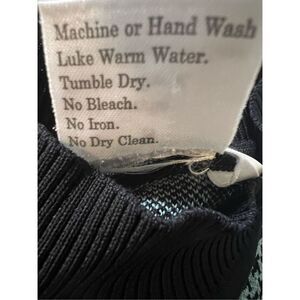 Machine or Hand Wash
Luke Warm Water.
Tumble Dry.
No Bleach.
No Iron.
No Dry Clean.